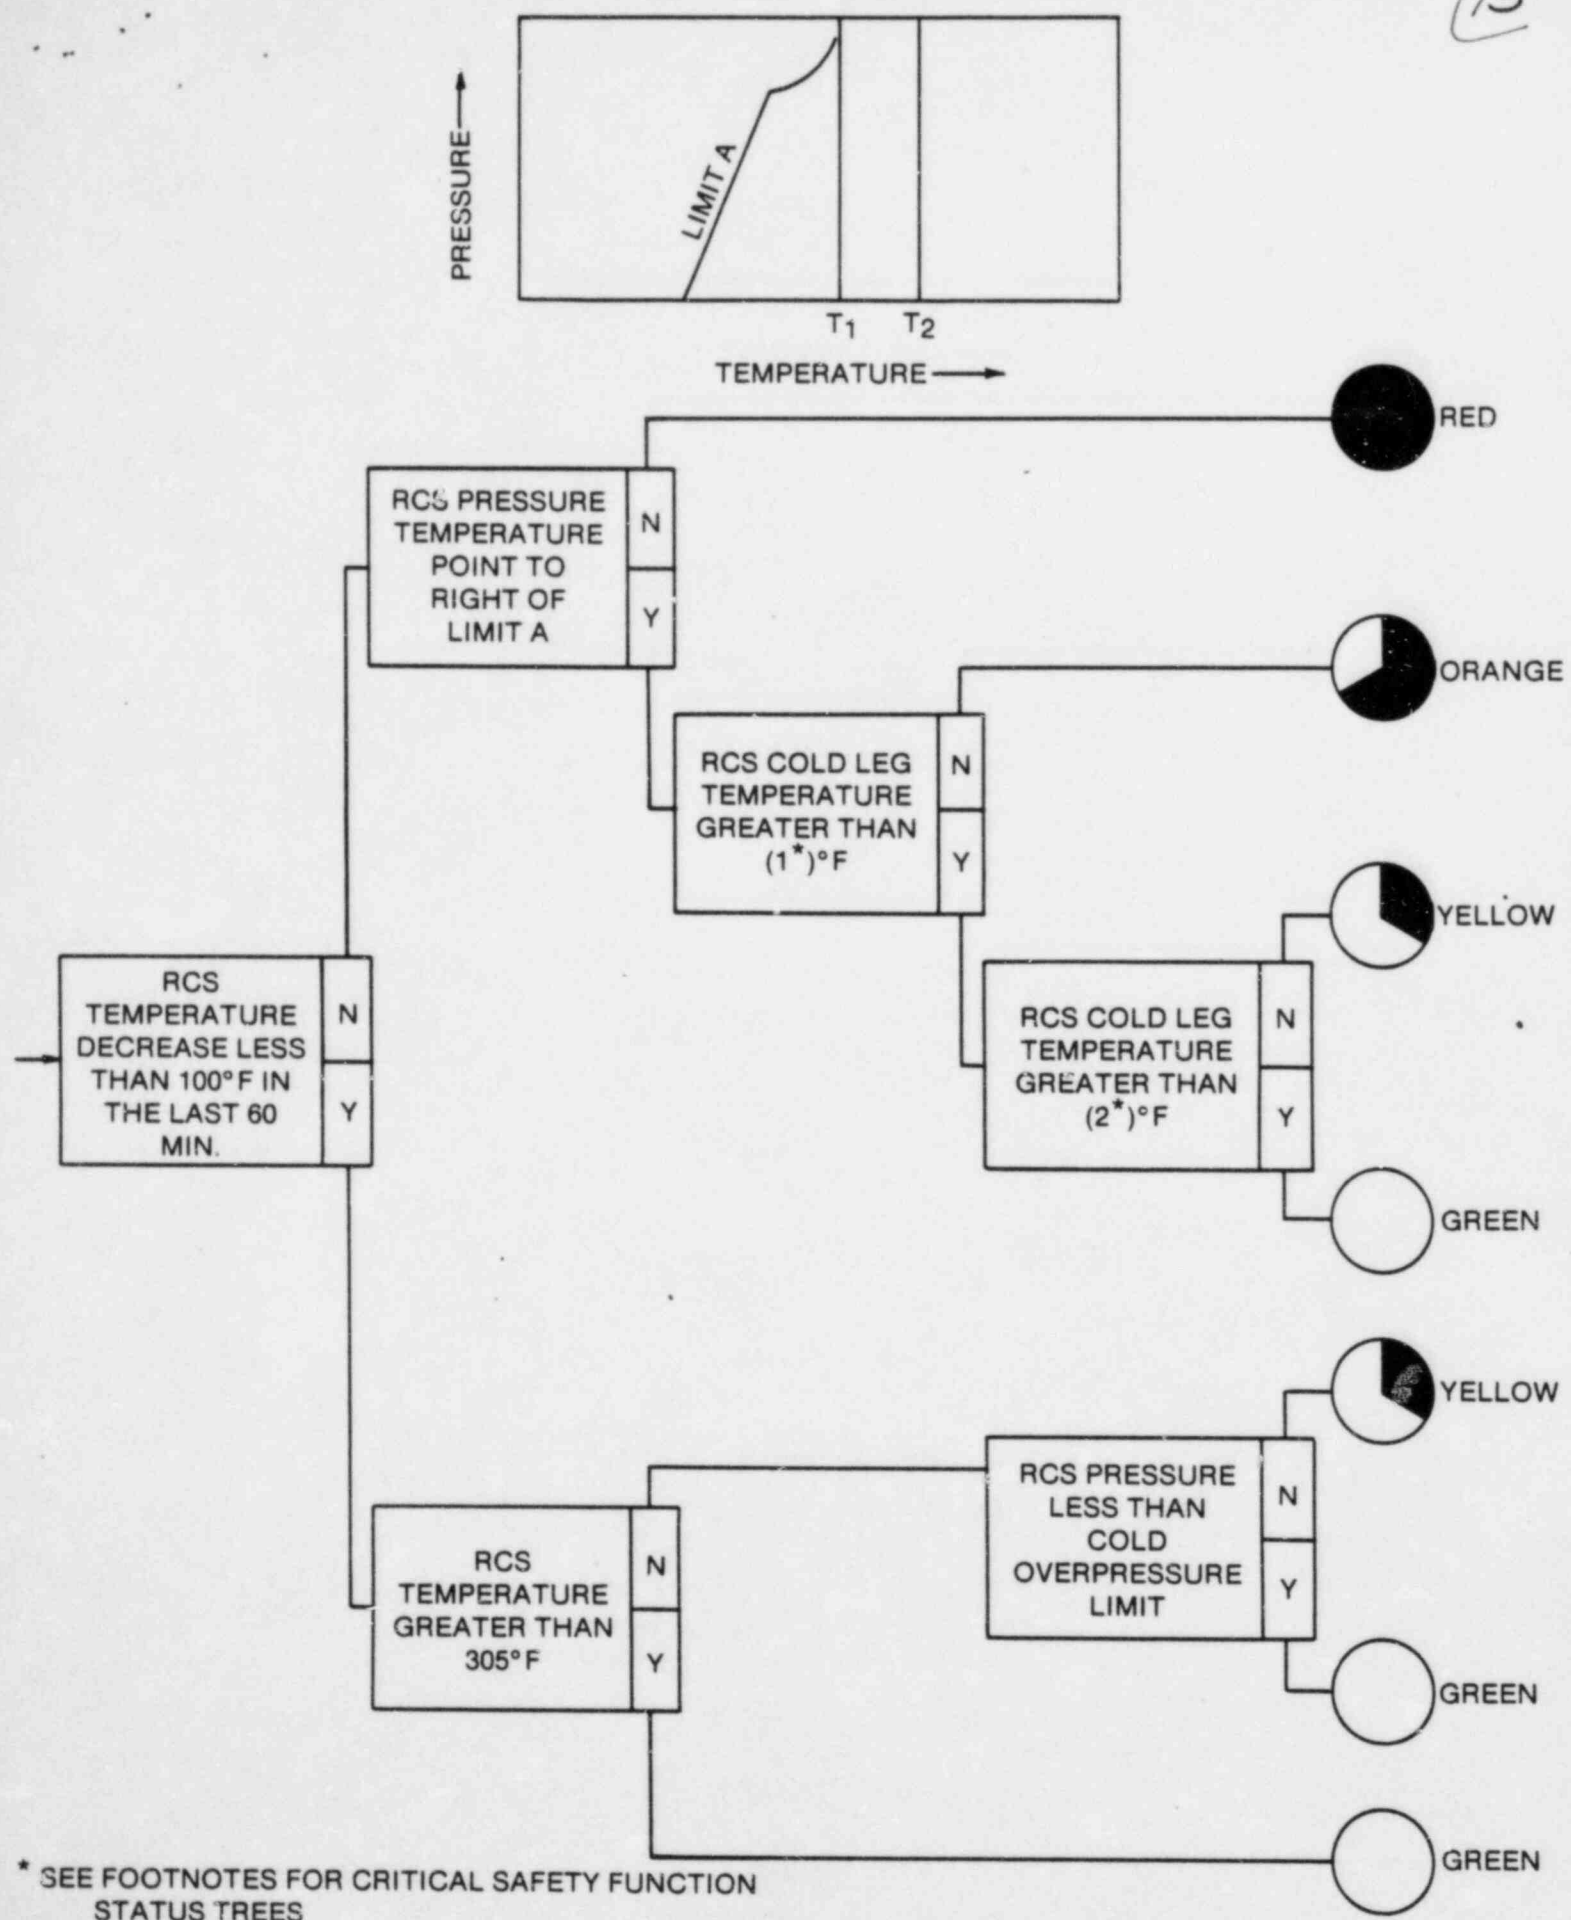 PRESSURE
LIMIT A
T1 T2
TEMPERATURE
RED
RCS PRESSURE
TEMPERATURE
POINT TO
RIGHT OF
LIMIT A
N
Y
ORANGE
RCS COLD LEG
TEMPERATURE
GREATER THAN
(1*)°F
N
Y
YELLOW
RCS
TEMPERATURE
DECREASE LESS
THAN 100°F IN
THE LAST 60
MIN.
N
Y
RCS COLD LEG
TEMPERATURE
GREATER THAN
(2*)°F
N
Y
GREEN
YELLOW
RCS PRESSURE
LESS THAN
COLD
OVERPRESSURE
LIMIT
N
Y
RCS
TEMPERATURE
GREATER THAN
305°F
N
Y
GREEN
GREEN
* SEE FOOTNOTES FOR CRITICAL SAFETY FUNCTION
STATUS TREES